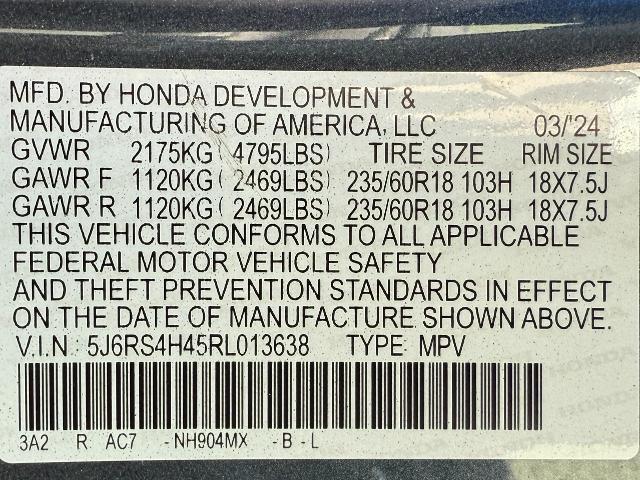 MFD. BY HONDA DEVELOPMENT &
MANUFACTURING OF AMERICA, LLC 03/'24
GVWR 2175KG (4795LBS) TIRE SIZE RIM SIZE
GAWR F 1120KG (2469LBS) 235/60R18 103H 18X7.5J
GAWR R 1120KG (2469LBS) 235/60R18 103H 18X7.5J
THIS VEHICLE CONFORMS TO ALL APPLICABLE
FEDERAL MOTOR VEHICLE SAFETY
AND THEFT PREVENTION STANDARDS IN EFFECT
ON THE DATE OF MANUFACTURE SHOWN ABOVE.
V.I.N.: 5J6RS4H45RL013638 TYPE: MPV
3A2 R AC7 -NH904MX -B-L